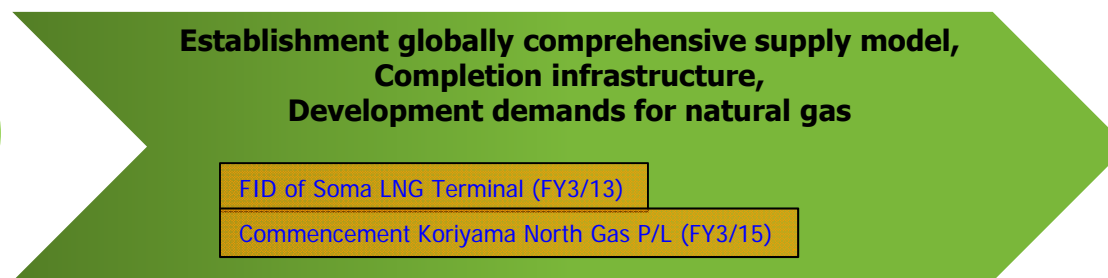 Establishment globally comprehensive supply model,
Completion infrastructure,
Development demands for natural gas
FID of Soma LNG Terminal (FY3/13)
Commencement Koriyama North Gas P/L (FY3/15)